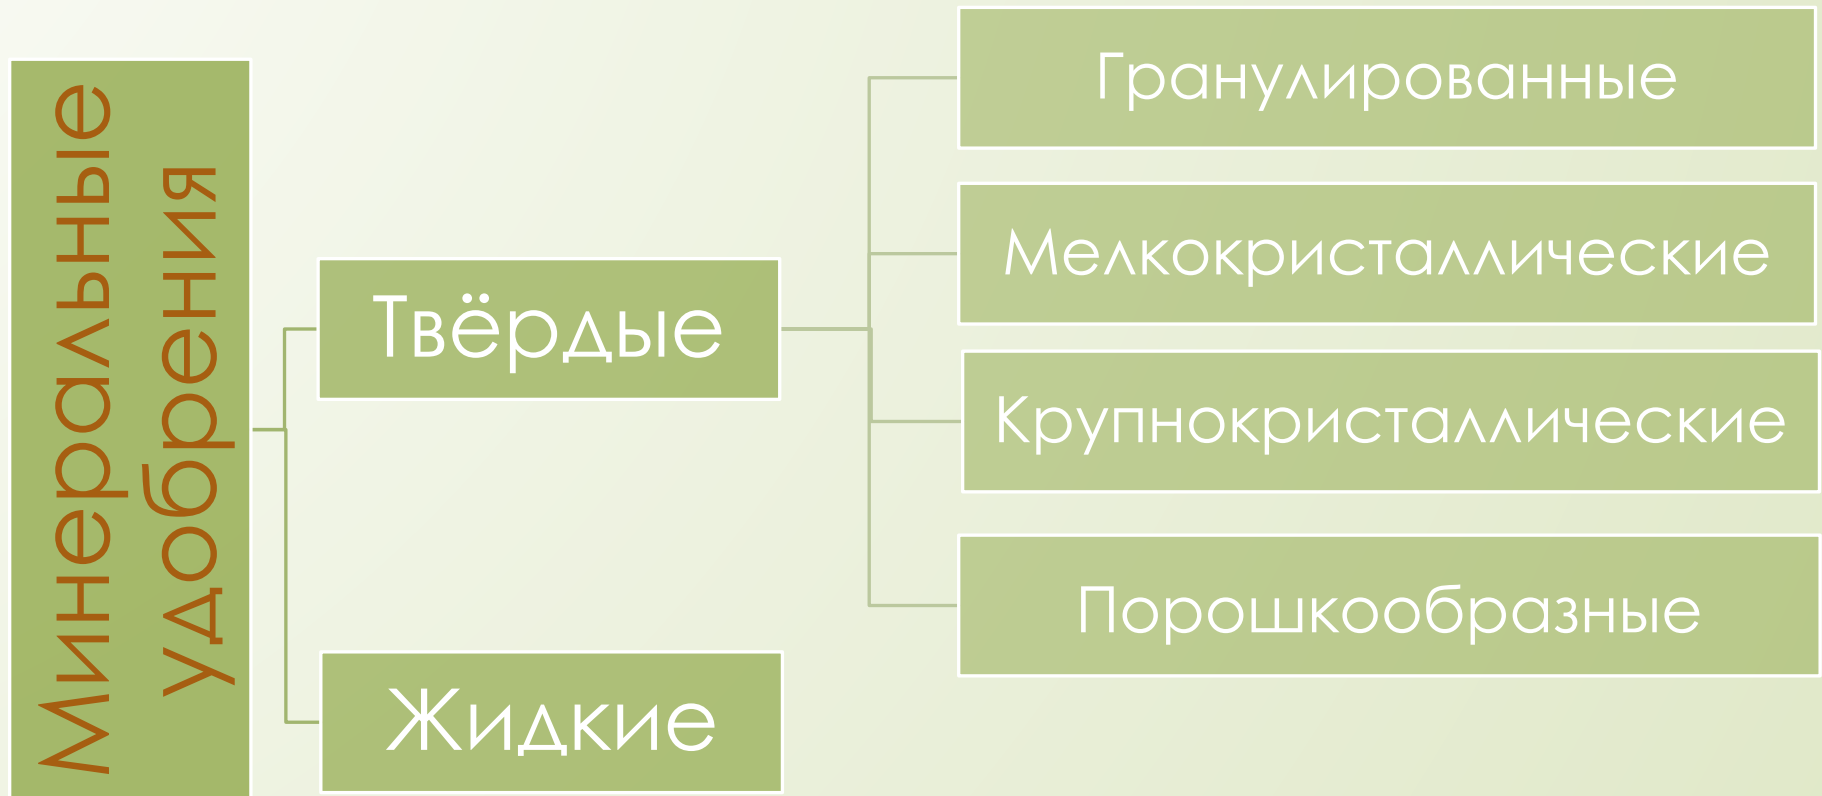 Минеральные
удобрения
Твёрдые
Жидкие
Гранулированные
Мелкокристаллические
Крупнокристаллические
Порошкообразные